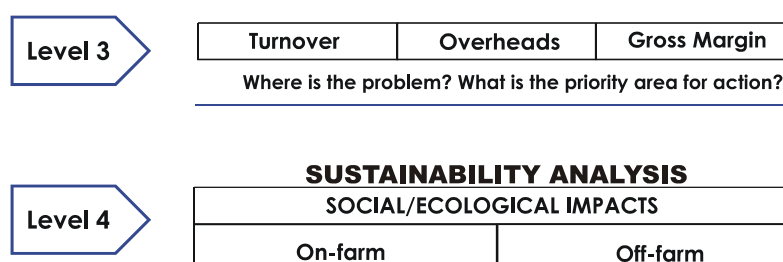 Level 3
Turnover Overheads Gross Margin
Where is the problem? What is the priority area for action?
SUSTAINABILITY ANALYSIS
Level 4
SOCIAL/ECOLOGICAL IMPACTS
On-farm Off-farm